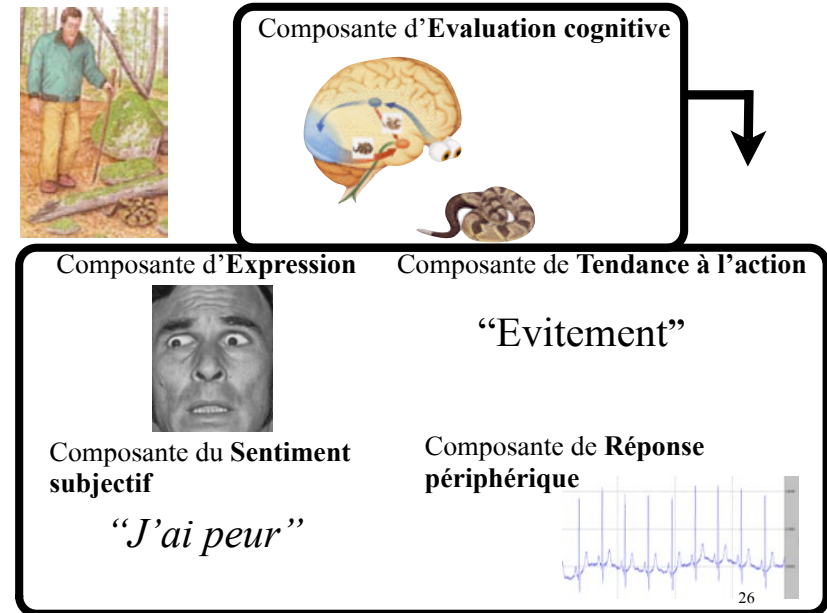 Composante d’Evaluation cognitive
Composante d’Expression
Composante de Tendance à l’action
“Evitement”
Composante du Sentiment
subjectif
“J’ai peur”
Composante de Réponse
périphérique
26